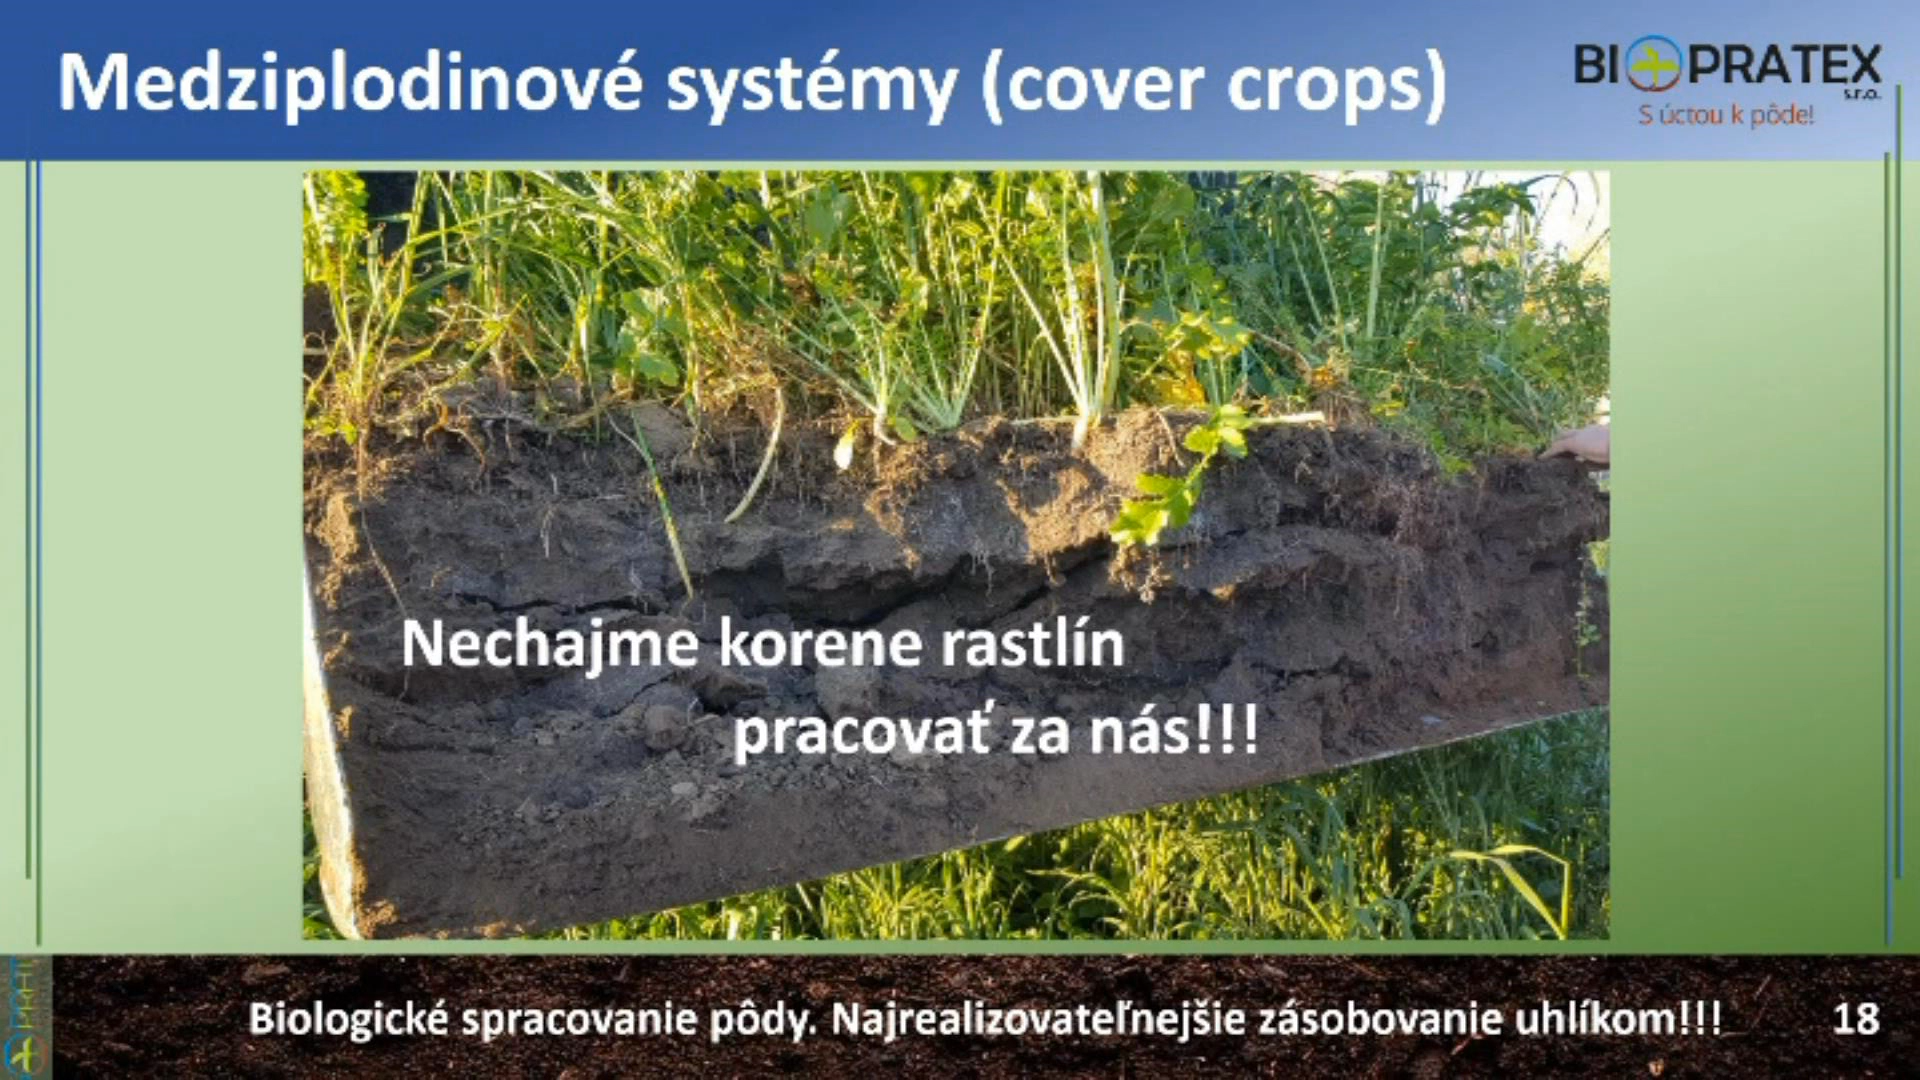 Medziplodinové systémy (cover crops)
BIOPRATEX
s.r.o.
S úctou k pôde!
Nechajme korene rastlín
pracovať za nás!!!
Biologické spracovanie pôdy. Najrealizovateľnejšie zásobovanie uhlíkom!!!
18